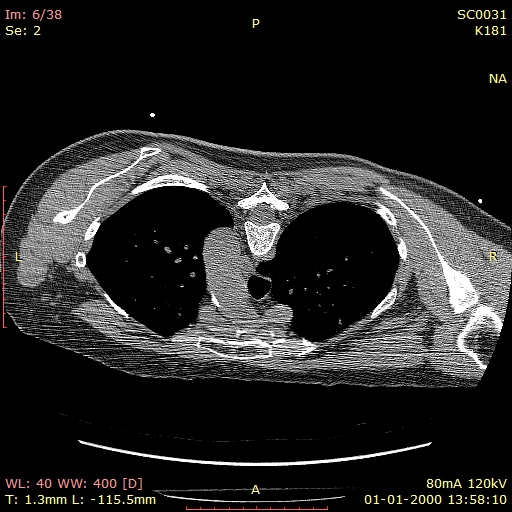 Im: 6/38
Se: 2
P
SC0031
K181
NA
L
R
WL: 40 WW: 400 [D]
T: 1.3mm L: -115.5mm
A
80mA 120kV
01-01-2000 13:58:10